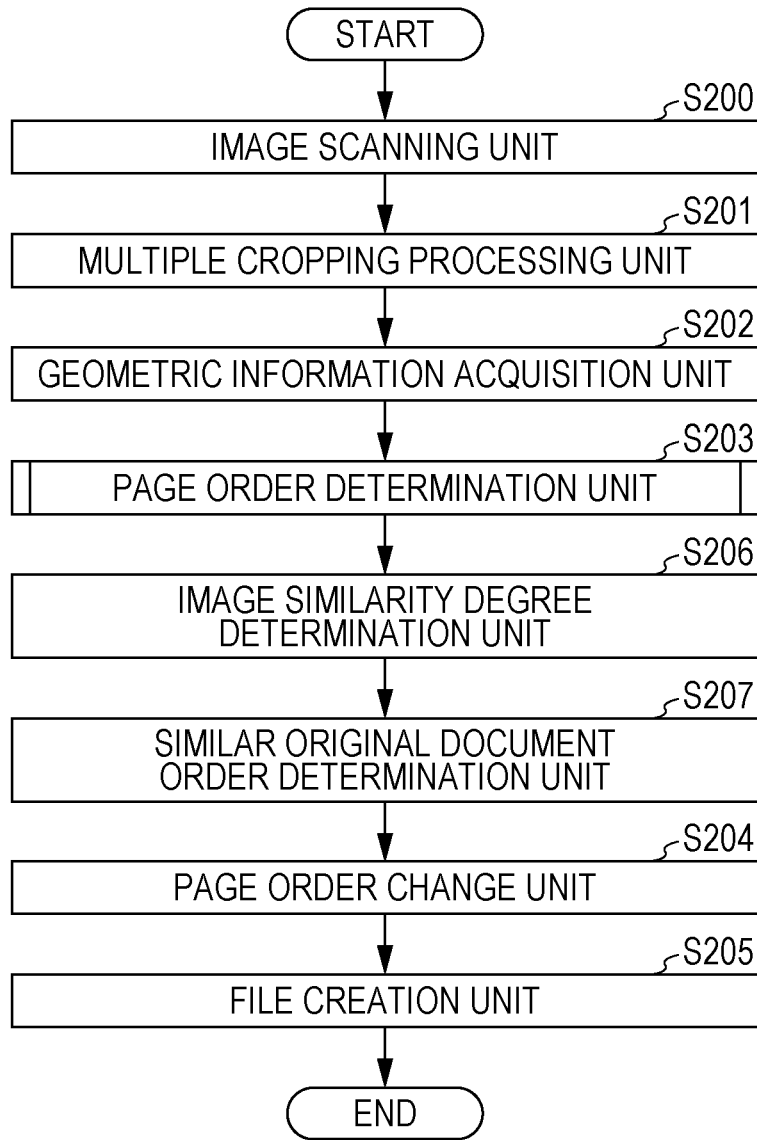 START
S200
IMAGE SCANNING UNIT
S201
MULTIPLE CROPPING PROCESSING UNIT
S202
GEOMETRIC INFORMATION ACQUISITION UNIT
S203
PAGE ORDER DETERMINATION UNIT
S206
IMAGE SIMILARITY DEGREE
DETERMINATION UNIT
S207
SIMILAR ORIGINAL DOCUMENT
ORDER DETERMINATION UNIT
S204
PAGE ORDER CHANGE UNIT
S205
FILE CREATION UNIT
END